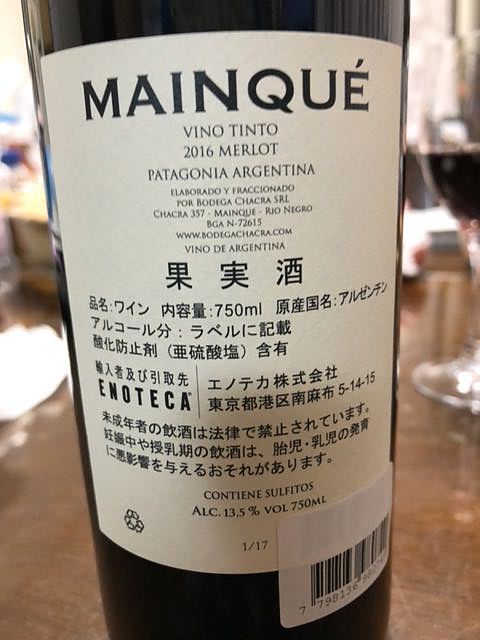 MAINQUÉ
VINO TINTO
2016 MERLOT
PATAGONIA ARGENTINA
ELABORADO Y FRACCIONADO
POR BODEGA CHACRA SRL
CHACRA 357 - MAINQUE - RIO NEGRO
BGA N-72615
WWW.BODEGACHACRA.COM
VINO DE ARGENTINA
果実酒
品名:ワイン 内容量:750ml 原産国名:アルゼンチン
アルコール分:ラベルに記載
酸化防止剤(亜硫酸塩)含有
輸入者及び引取先
ENOTECA
エノテカ株式会社
東京都港区南麻布 5-14-15
未成年者の飲酒は法律で禁止されています。
妊娠中や授乳期の飲酒は、胎児・乳児の発育
に悪影響を与えるおそれがあります。
CONTIENE SULFITOS
ALC. 13,5 % VOL 750ML
1/17